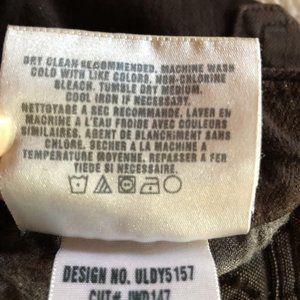 DRY CLEAN RECOMMENDED. MACHINE WASH
COLD WITH LIKE COLORS. NON-CHLORINE
BLEACH. TUMBLE DRY MEDIUM.
COOL IRON IF NECESSARY.
NETTOYAGE A SEC RECOMMANDE. LAVER EN
MACHINE A L'EAU FROIDE AVEC COULEURS
SIMILAIRES. AGENT DE BLANCHIMENT SANS
CHLORE. SECHER A LA MACHINE A
TEMPERATURE MOYENNE. REPASSER A FER
TIEDE SI NECESSAIRE.
DESIGN NO. ULDY5157
CUT# JWD147